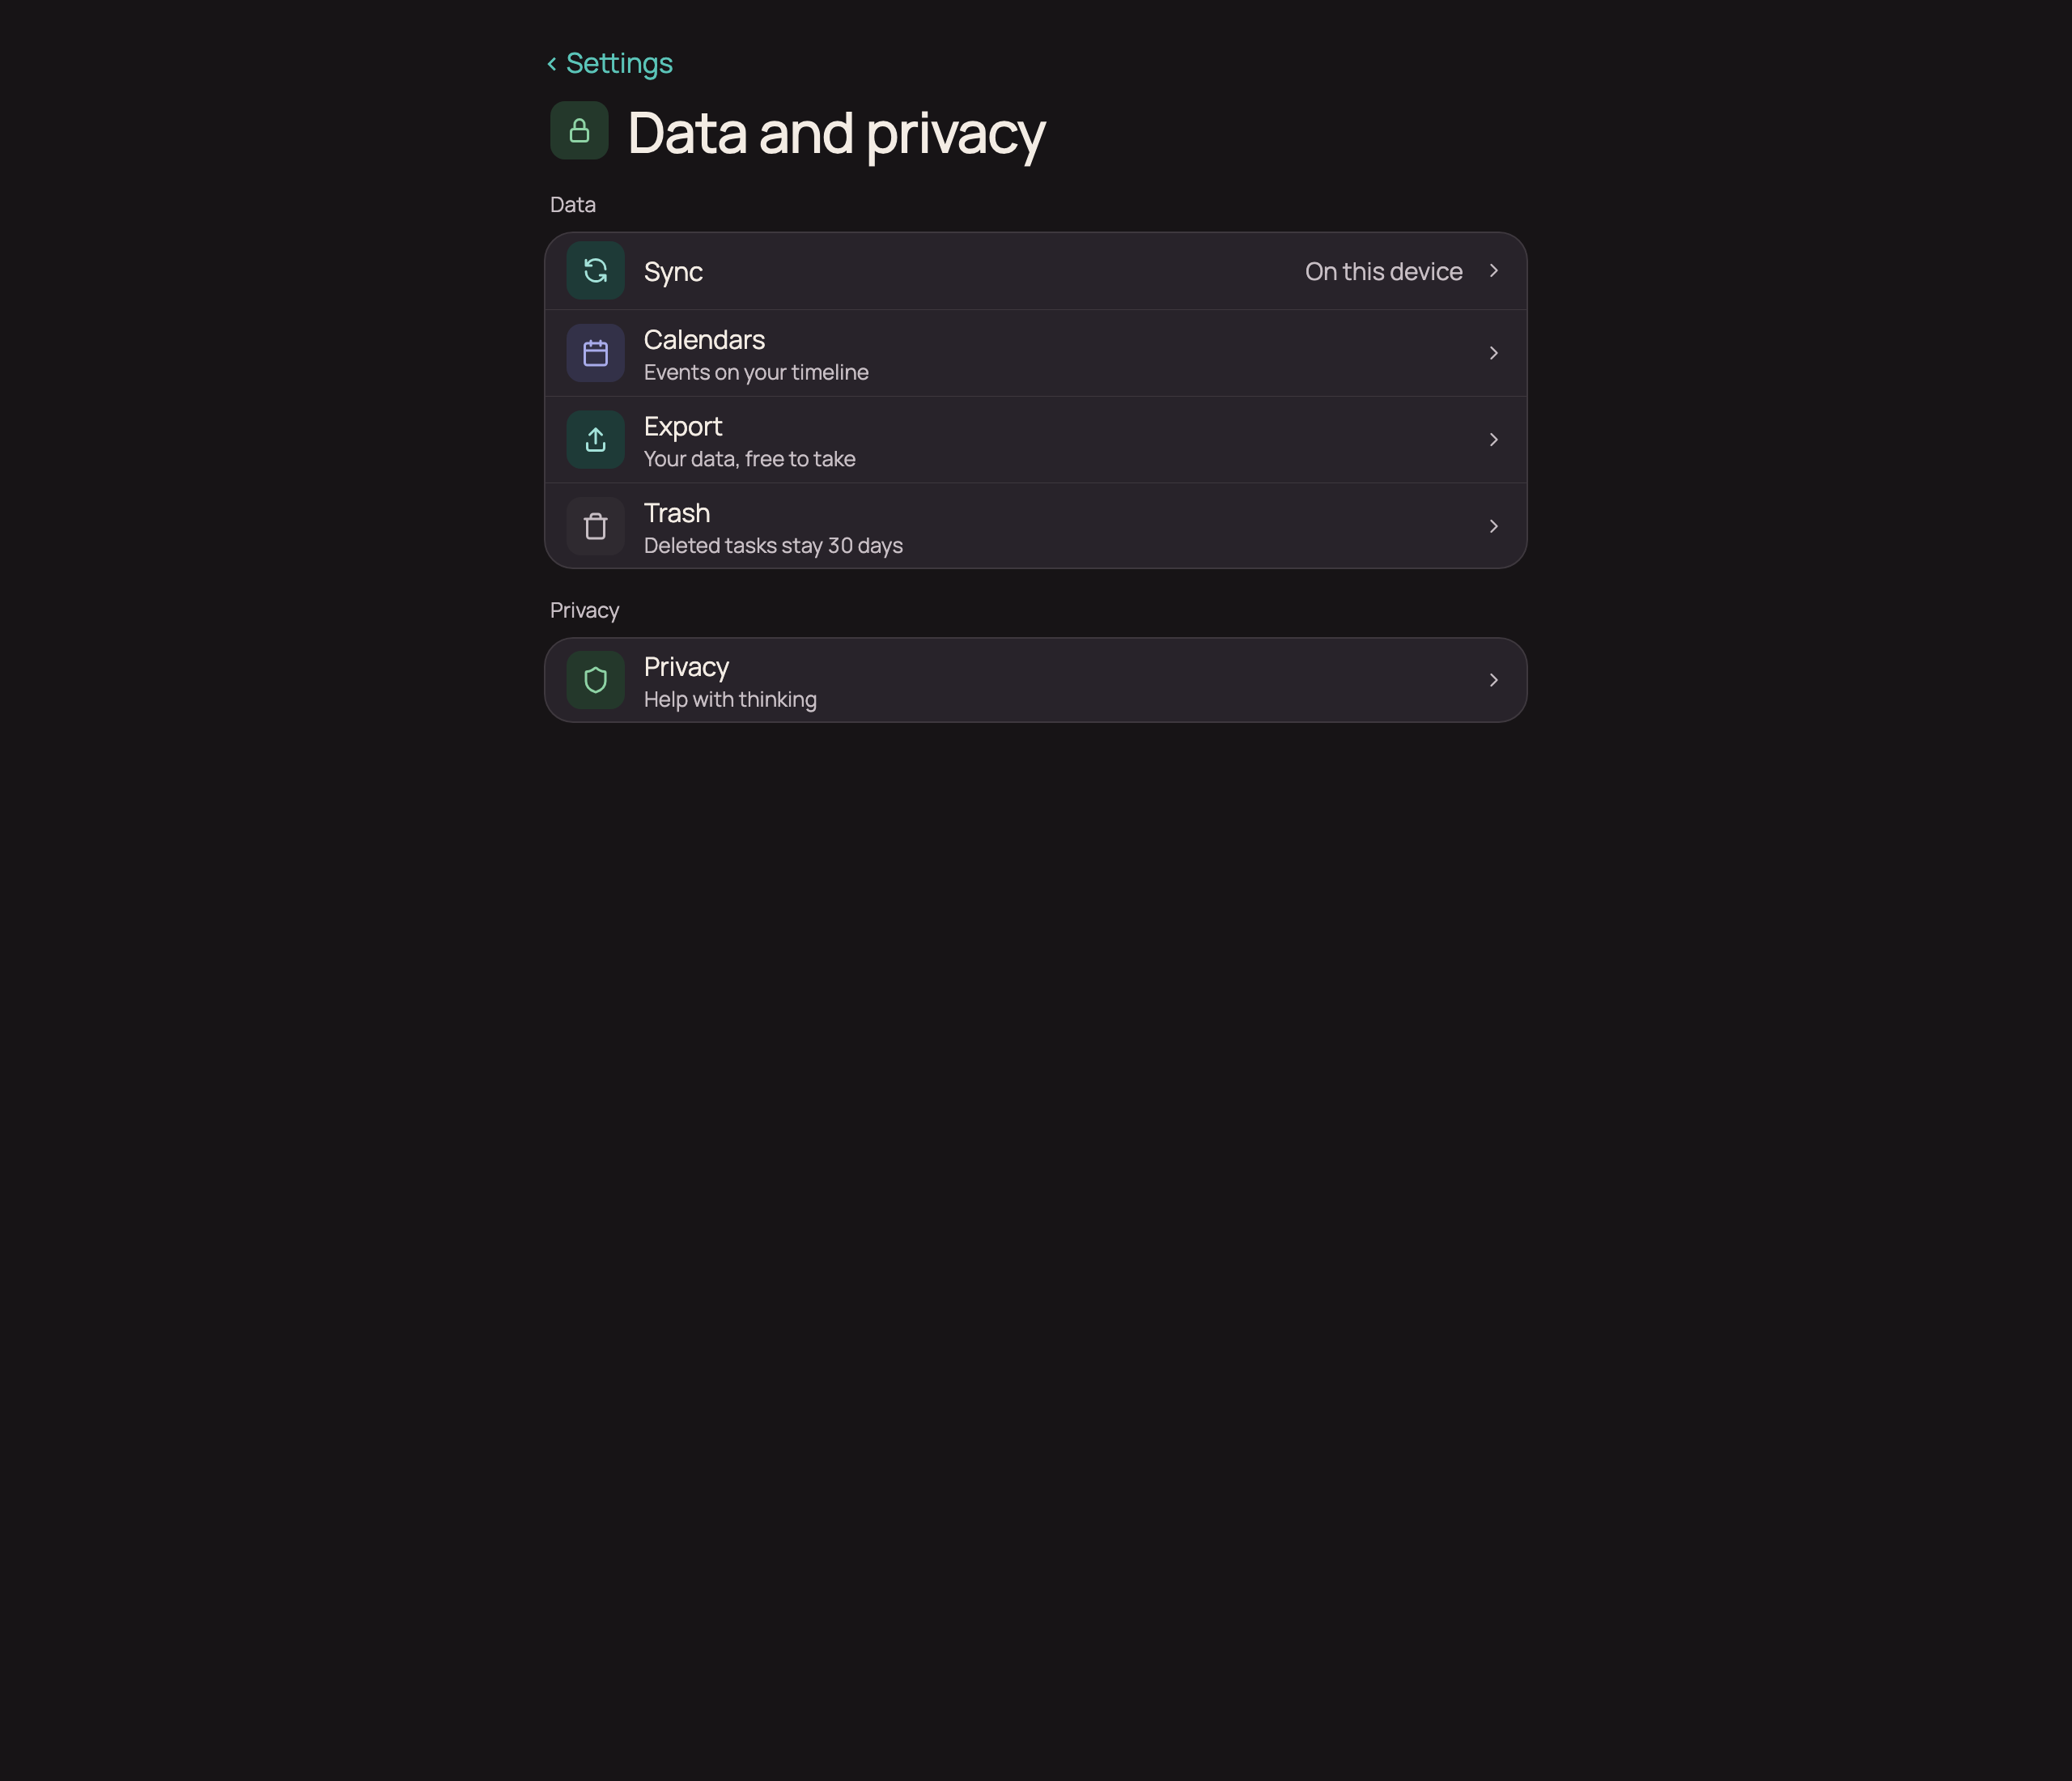 Settings
Data and privacy
Data
Sync
On this device
Calendars
Events on your timeline
Export
Your data, free to take
Trash
Deleted tasks stay 30 days
Privacy
Privacy
Help with thinking